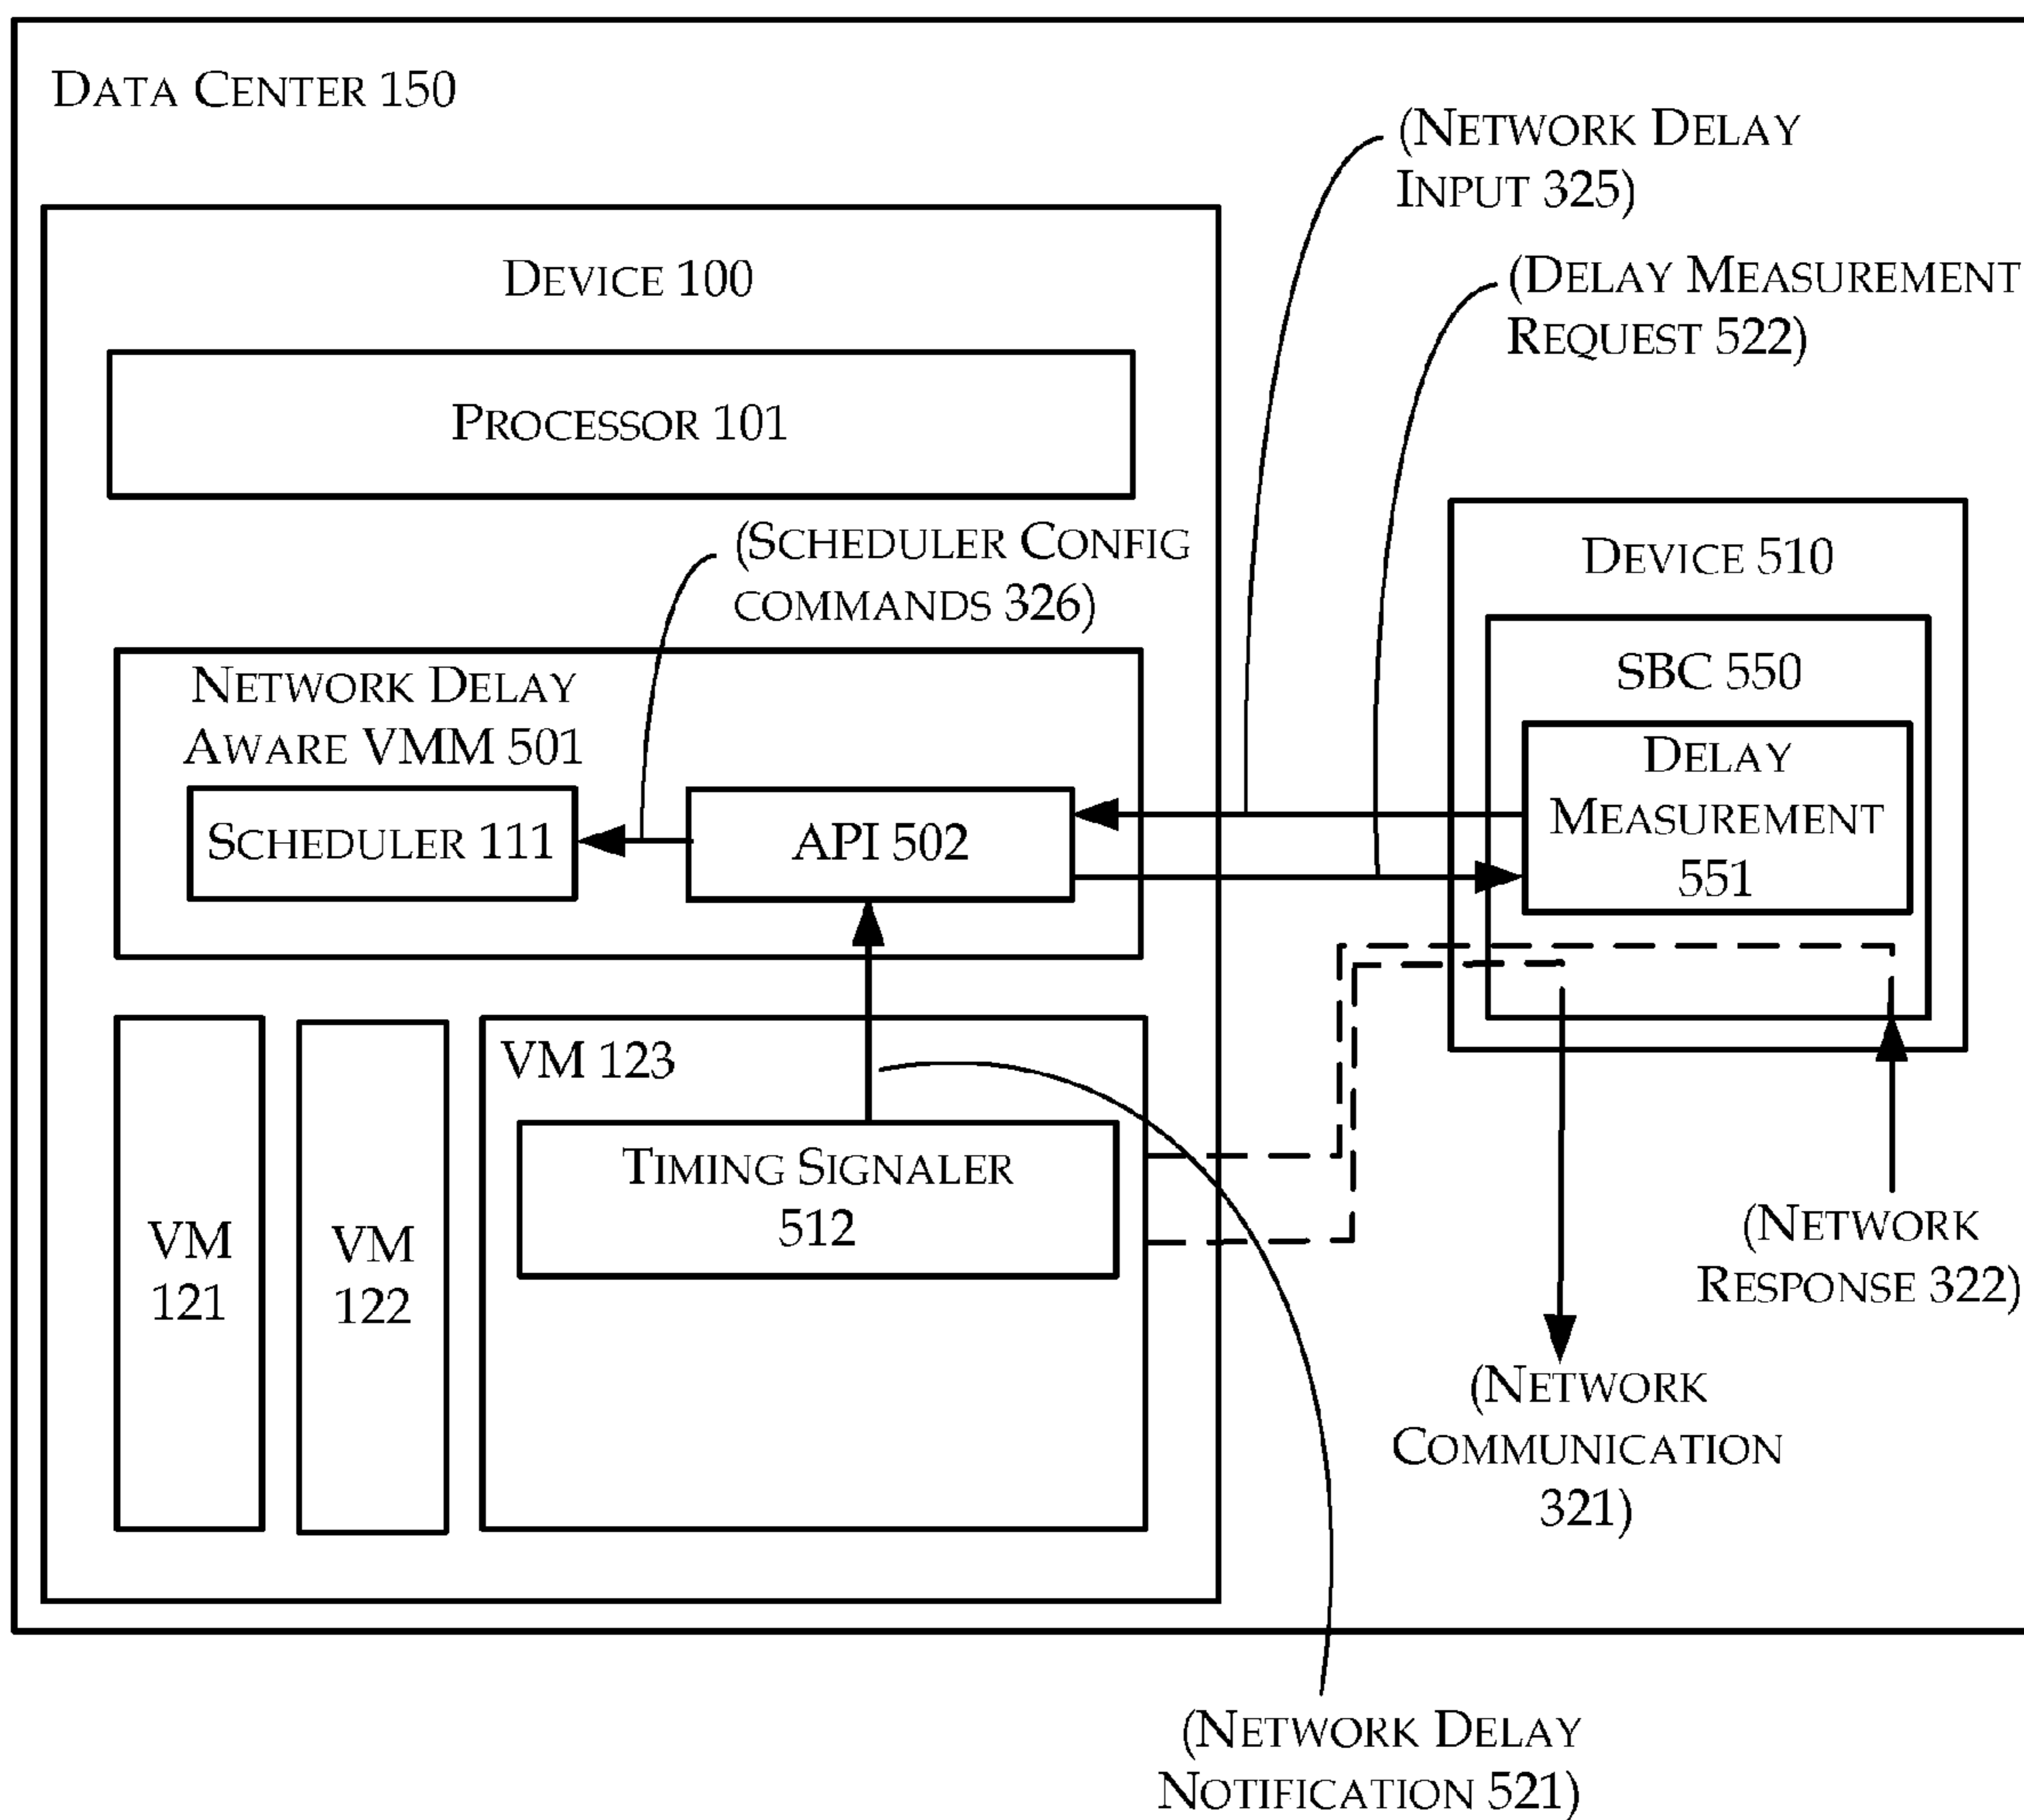 DATA CENTER 150
(NETWORK DELAY
INPUT 325)
(DELAY MEASUREMENT
REQUEST 522)
DEVICE 100
PROCESSOR 101
(SCHEDULER CONFIG
COMMANDS 326)
NETWORK DELAY
AWARE VMM 501
SCHEDULER 111
API 502
DEVICE 510
SBC 550
DELAY
MEASUREMENT
551
VM
121
VM
122
VM 123
TIMING SIGNALER
512
(NETWORK
RESPONSE 322)
(NETWORK
COMMUNICATION
321)
(NETWORK DELAY
NOTIFICATION 521)